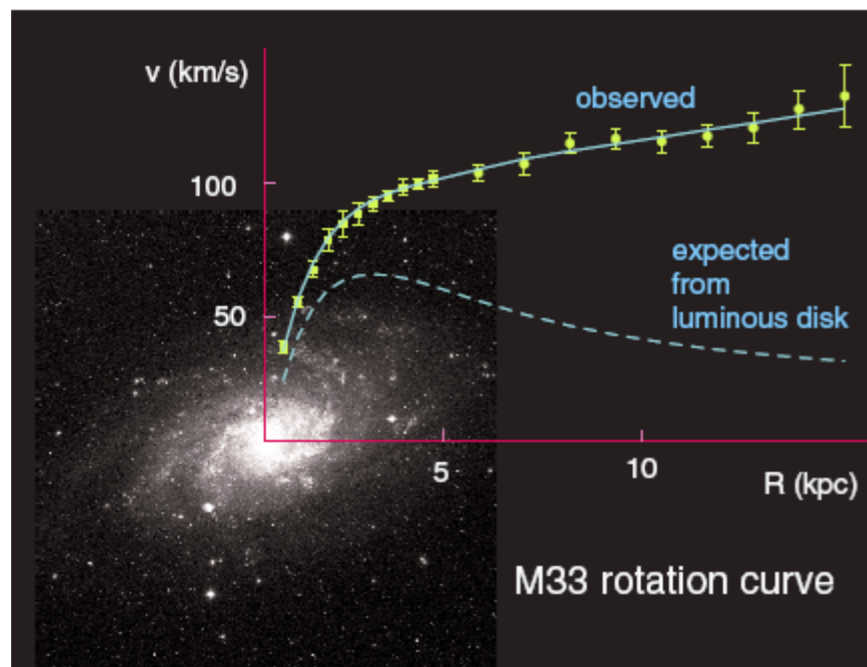 v (km/s)
observed
100
expected
from
luminous disk
50
5
10
R (kpc)
M33 rotation curve